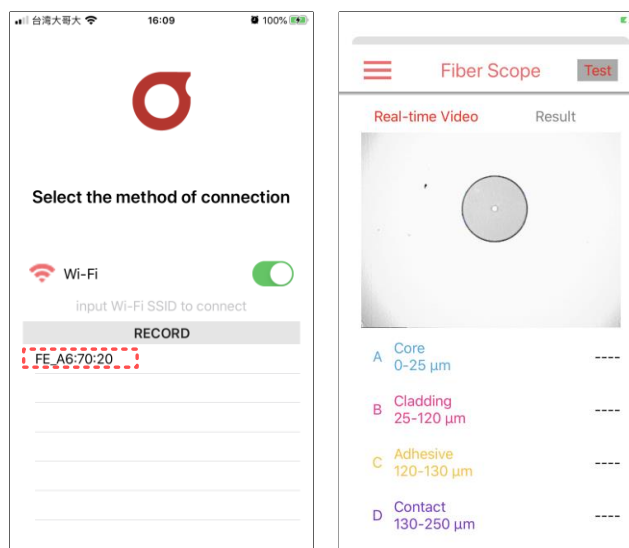 台湾大哥大 16:09 100%
Select the method of connection
Wi-Fi
input Wi-Fi SSID to connect
RECORD
FE_A6:70:20
Fiber Scope Test
Real-time Video Result
A Core
0-25 μm ----
B Cladding
25-120 μm ----
C Adhesive
120-130 μm ----
D Contact
130-250 μm ----